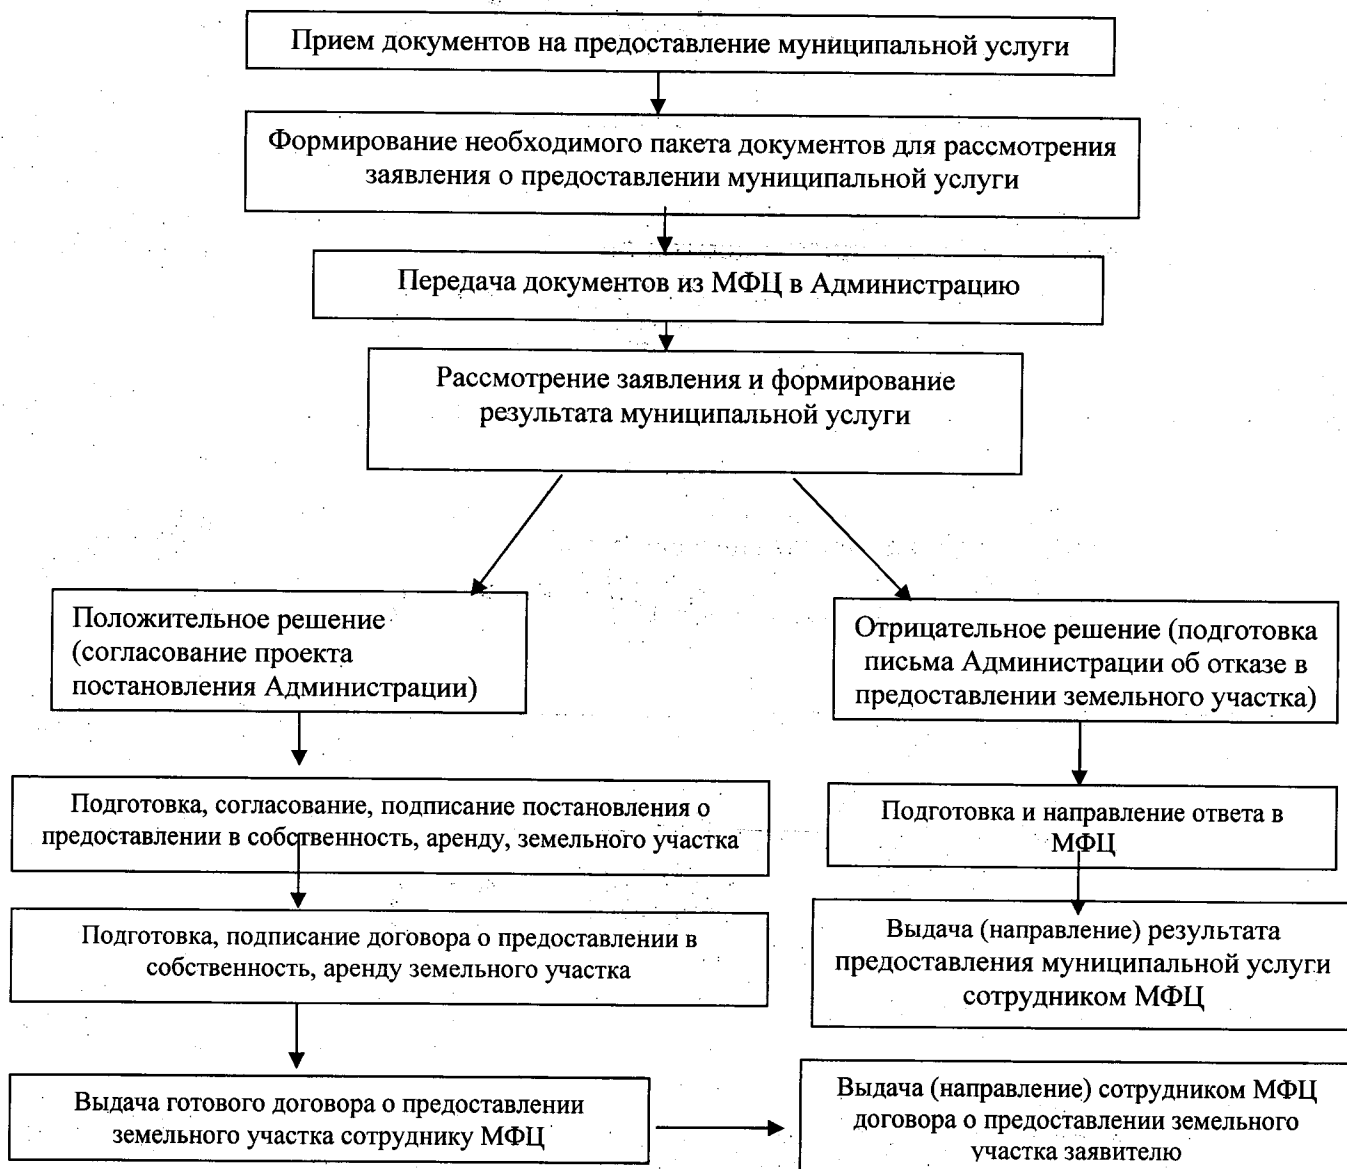 Прием документов на предоставление муниципальной услуги
Формирование необходимого пакета документов для рассмотрения
заявления о предоставлении муниципальной услуги
Передача документов из МФЦ в Администрацию
Рассмотрение заявления и формирование
результата муниципальной услуги
Положительное решение
(согласование проекта
постановления Администрации)
Отрицательное решение (подготовка
письма Администрации об отказе в
предоставлении земельного участка)
Подготовка, согласование, подписание постановления о
предоставлении в собственность, аренду, земельного участка
Подготовка и направление ответа в
МФЦ
Подготовка, подписание договора о предоставлении в
собственность, аренду земельного участка
Выдача (направление) результата
предоставления муниципальной услуги
сотрудником МФЦ
Выдача готового договора о предоставлении
земельного участка сотруднику МФЦ
Выдача (направление) сотрудником МФЦ
договора о предоставлении земельного
участка заявителю